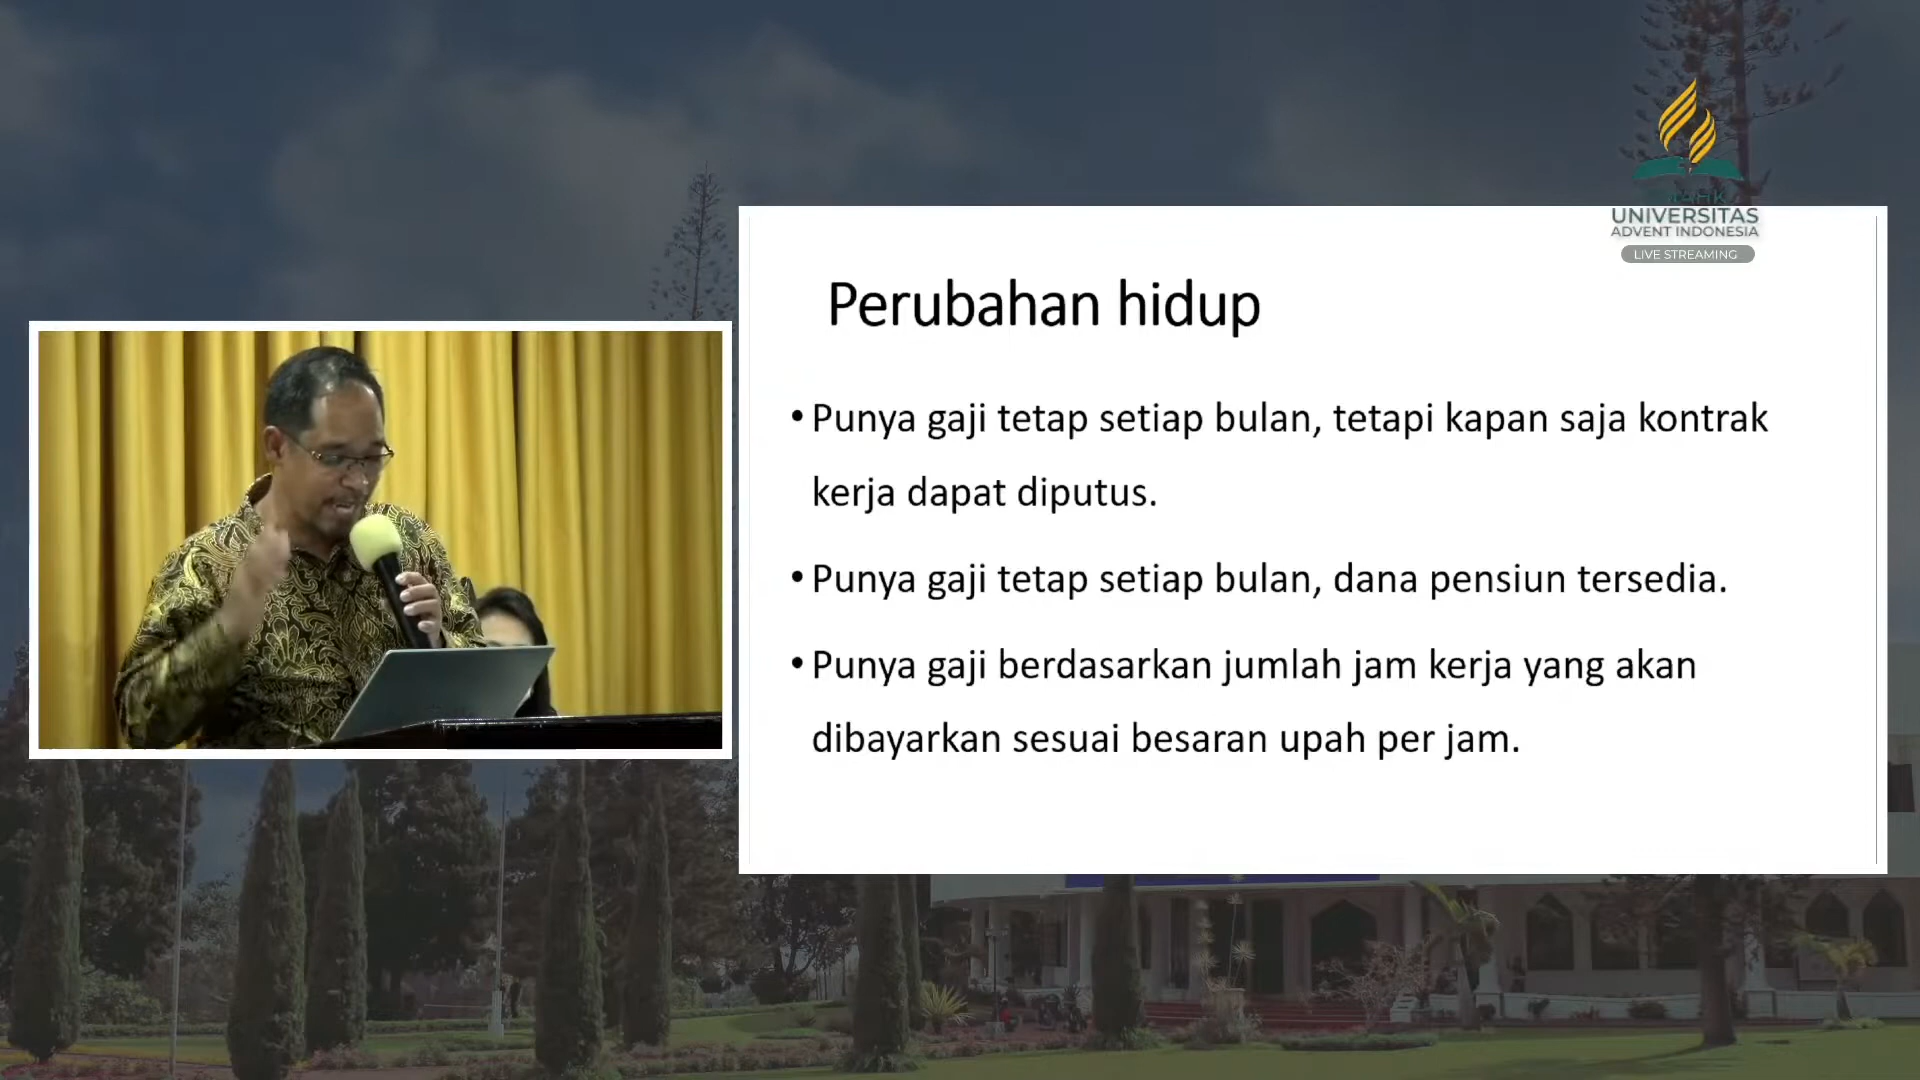 UNIVERSITAS
ADVENT INDONESIA
LIVE STREAMING
Perubahan hidup
• Punya gaji tetap setiap bulan, tetapi kapan saja kontrak
kerja dapat diputus.
• Punya gaji tetap setiap bulan, dana pensiun tersedia.
• Punya gaji berdasarkan jumlah jam kerja yang akan
dibayarkan sesuai besaran upah per jam.